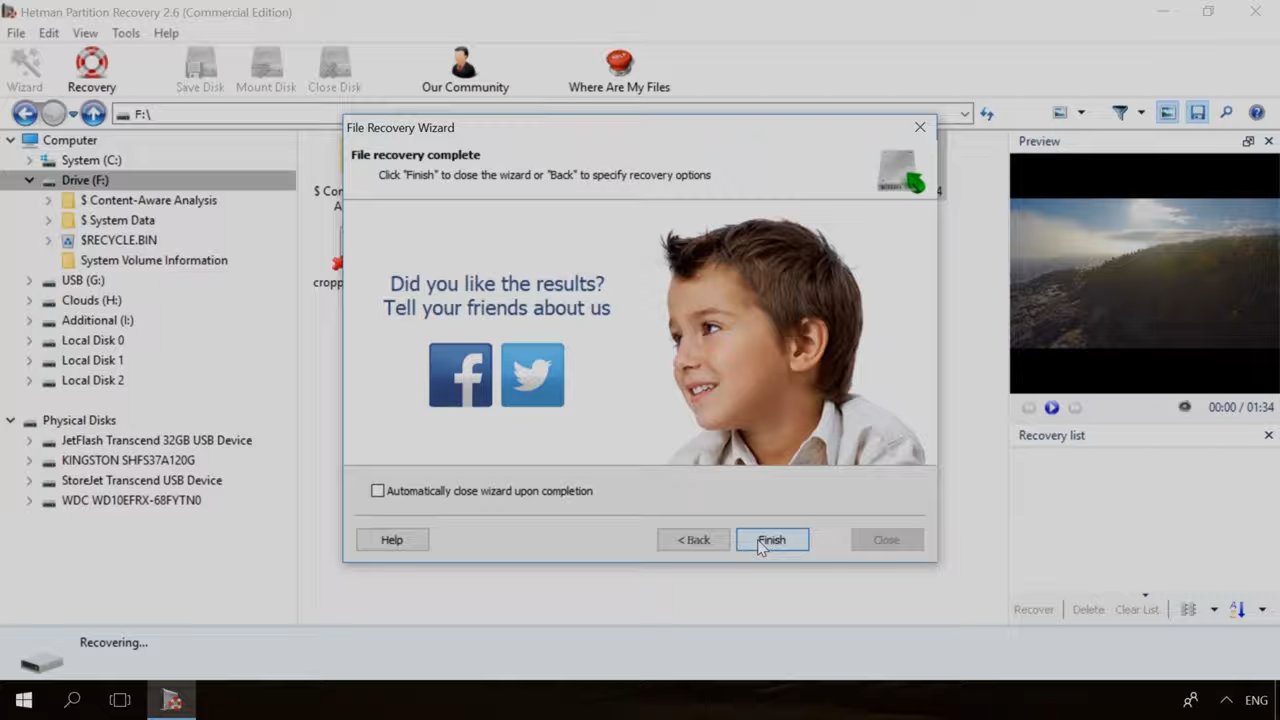 Hetman Partition Recovery 2.6 (Commercial Edition)
File Edit View Tools Help
Wizard Recovery Save Disk Mount Disk Close Disk Our Community Where Are My Files
F:\
Computer
System (C:)
Drive (F:)
$ Content-Aware Analysis
$ System Data
$RECYCLE.BIN
System Volume Information
USB (G:)
Clouds (H:)
Additional (I:)
Local Disk 0
Local Disk 1
Local Disk 2
Physical Disks
JetFlash Transcend 32GB USB Device
KINGSTON SHFS37A120G
StoreJet Transcend USB Device
WDC WD10EFRX-68FYTN0
$ Con
A
4
cropp
File Recovery Wizard
File recovery complete
Click "Finish" to close the wizard or "Back" to specify recovery options
Did you like the results?
Tell your friends about us
Automatically close wizard upon completion
Help < Back Finish Close
Preview
00:00 / 01:34
Recovery list
Recover Delete Clear List
Recovering...
ENG